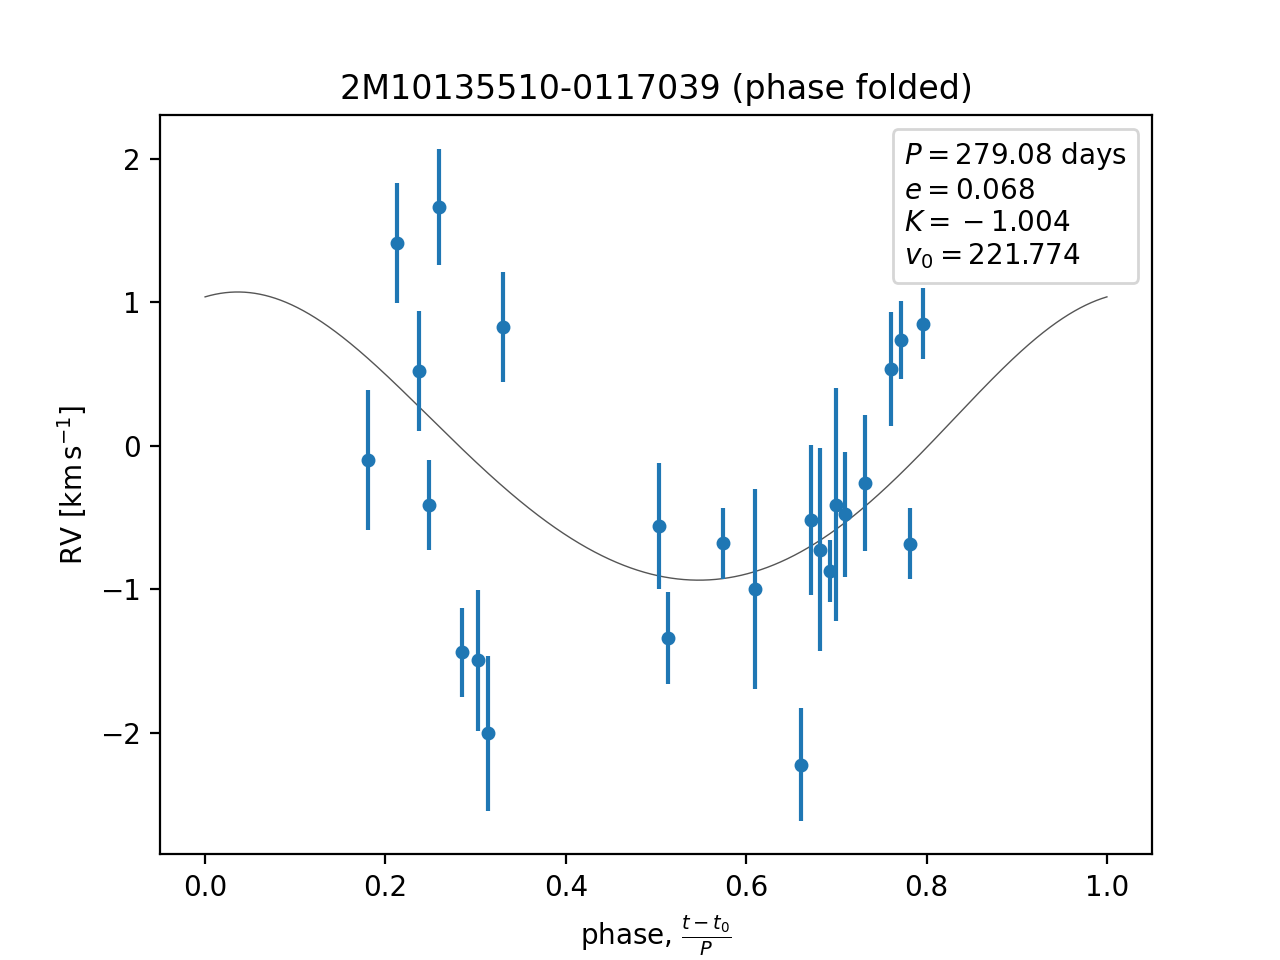 2M10135510-0117039 (phase folded)
P = 279.08 days
e = 0.068
K = −1.004
v₀ = 221.774
RV [km s⁻¹]
2
1
0
−1
−2
0.0 0.2 0.4 0.6 0.8 1.0
phase, (t − t₀)/P